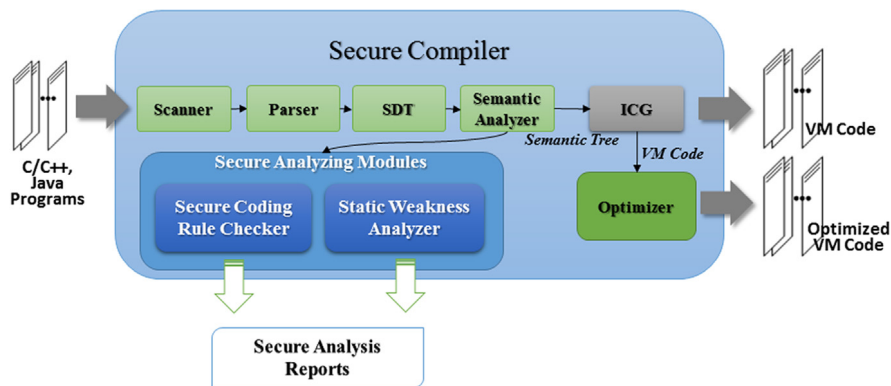 Secure Compiler
Scanner
Parser
SDT
Semantic
Analyzer
ICG
C/C++,
Java
Programs
VM Code
Semantic Tree
VM Code
Secure Analyzing Modules
Secure Coding
Rule Checker
Static Weakness
Analyzer
Optimizer
Optimized
VM Code
Secure Analysis
Reports